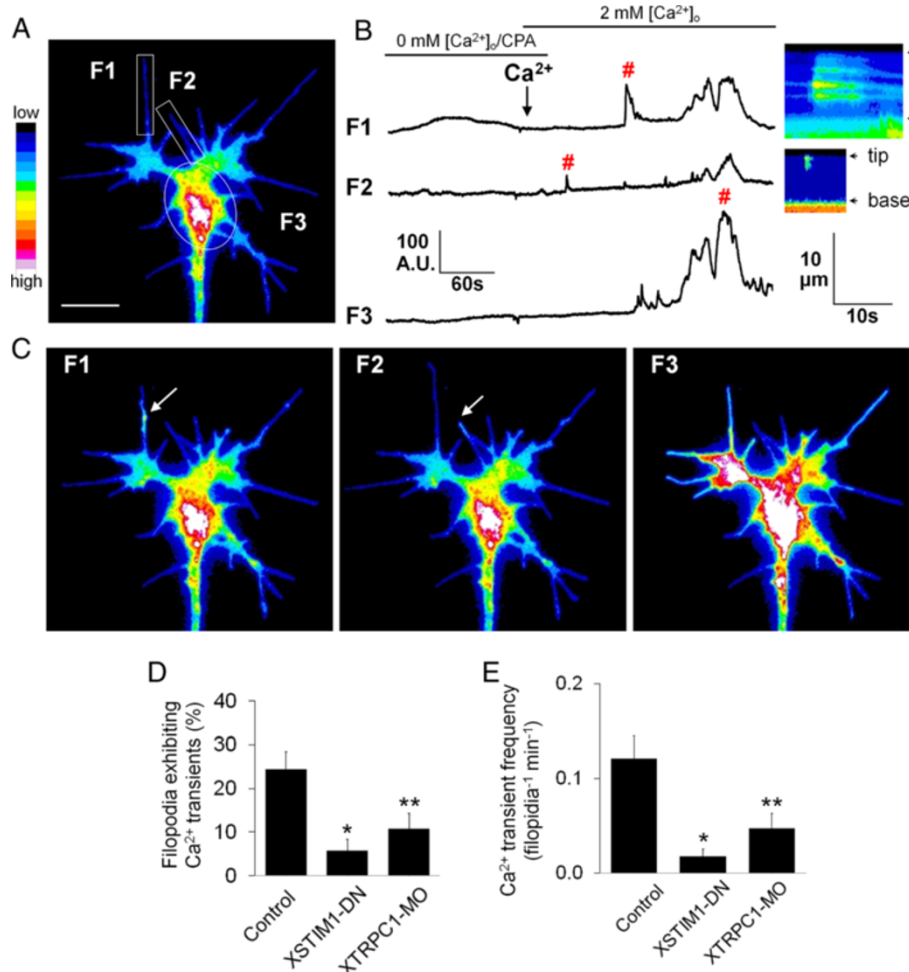 A
F1
F2
F3
low
high
B
2 mM [Ca²⁺]ₒ
0 mM [Ca²⁺]ₒ/CPA
Ca²⁺
#
F1
#
F2
#
F3
100
A.U.
60s
tip
base
10
µm
10s
C
F1
F2
F3
D
Filopodia exhibiting
Ca²⁺ transients (%)
40
30
20
10
0
*
**
Control
XSTIM1-DN
XTRPC1-MO
E
Ca²⁺ transient frequency
(filopidia⁻¹ min⁻¹)
0.2
0.1
0.0
*
**
Control
XSTIM1-DN
XTRPC1-MO